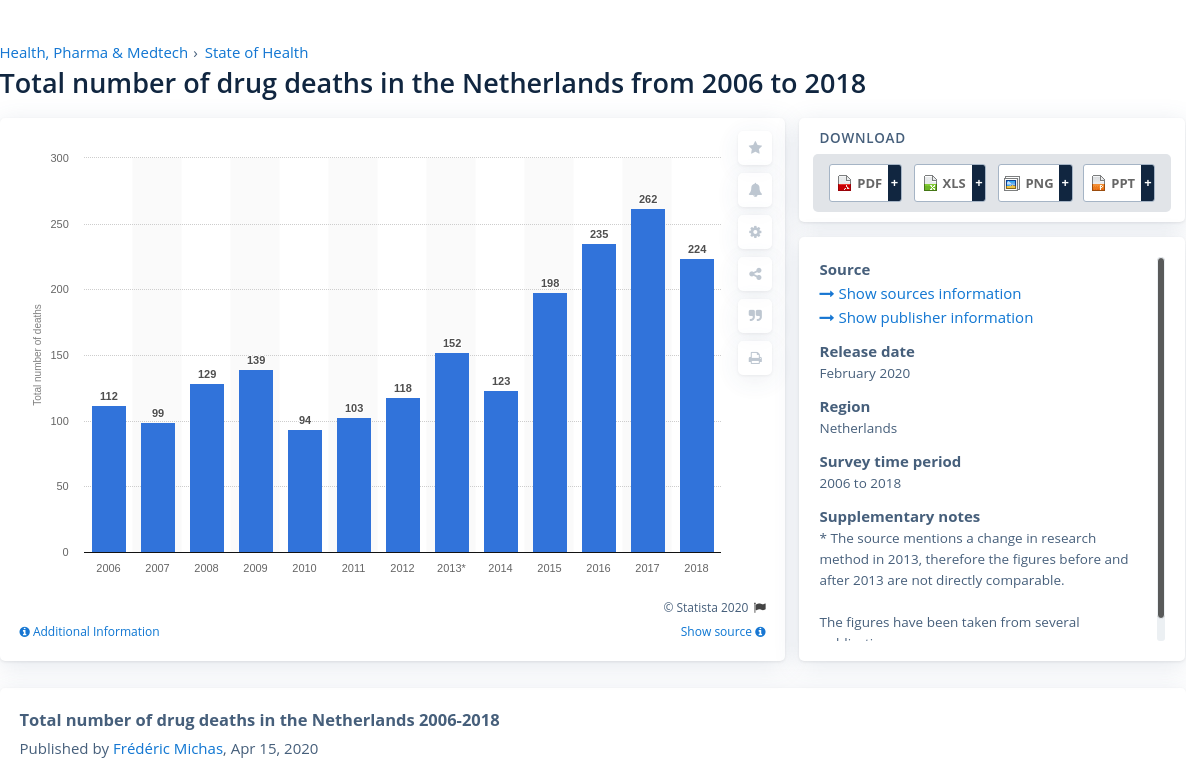 Health, Pharma & Medtech › State of Health
Total number of drug deaths in the Netherlands from 2006 to 2018
300
250
200
150
100
50
0
Total number of deaths
112
99
129
139
94
103
118
152
123
198
235
262
224
2006
2007
2008
2009
2010
2011
2012
2013*
2014
2015
2016
2017
2018
© Statista 2020
Additional Information
Show source
DOWNLOAD
PDF +
XLS +
PNG +
PPT +
Source
Show sources information
Show publisher information
Release date
February 2020
Region
Netherlands
Survey time period
2006 to 2018
Supplementary notes
* The source mentions a change in research
method in 2013, therefore the figures before and
after 2013 are not directly comparable.
The figures have been taken from several
Total number of drug deaths in the Netherlands 2006-2018
Published by Frédéric Michas, Apr 15, 2020